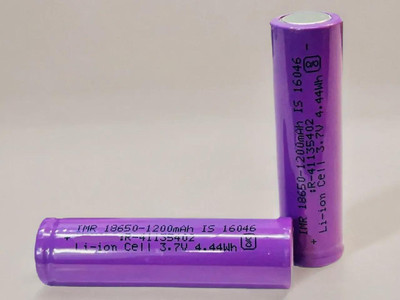 IMR 18650-1200mAh IS 16046
:R-41135402
+ Li-ion Cell 3.7V 4.44Wh
IMR 18650-1200mAh IS 16046 -
:R-41135402
+ Li-ion Cell 3.7V 4.44Wh